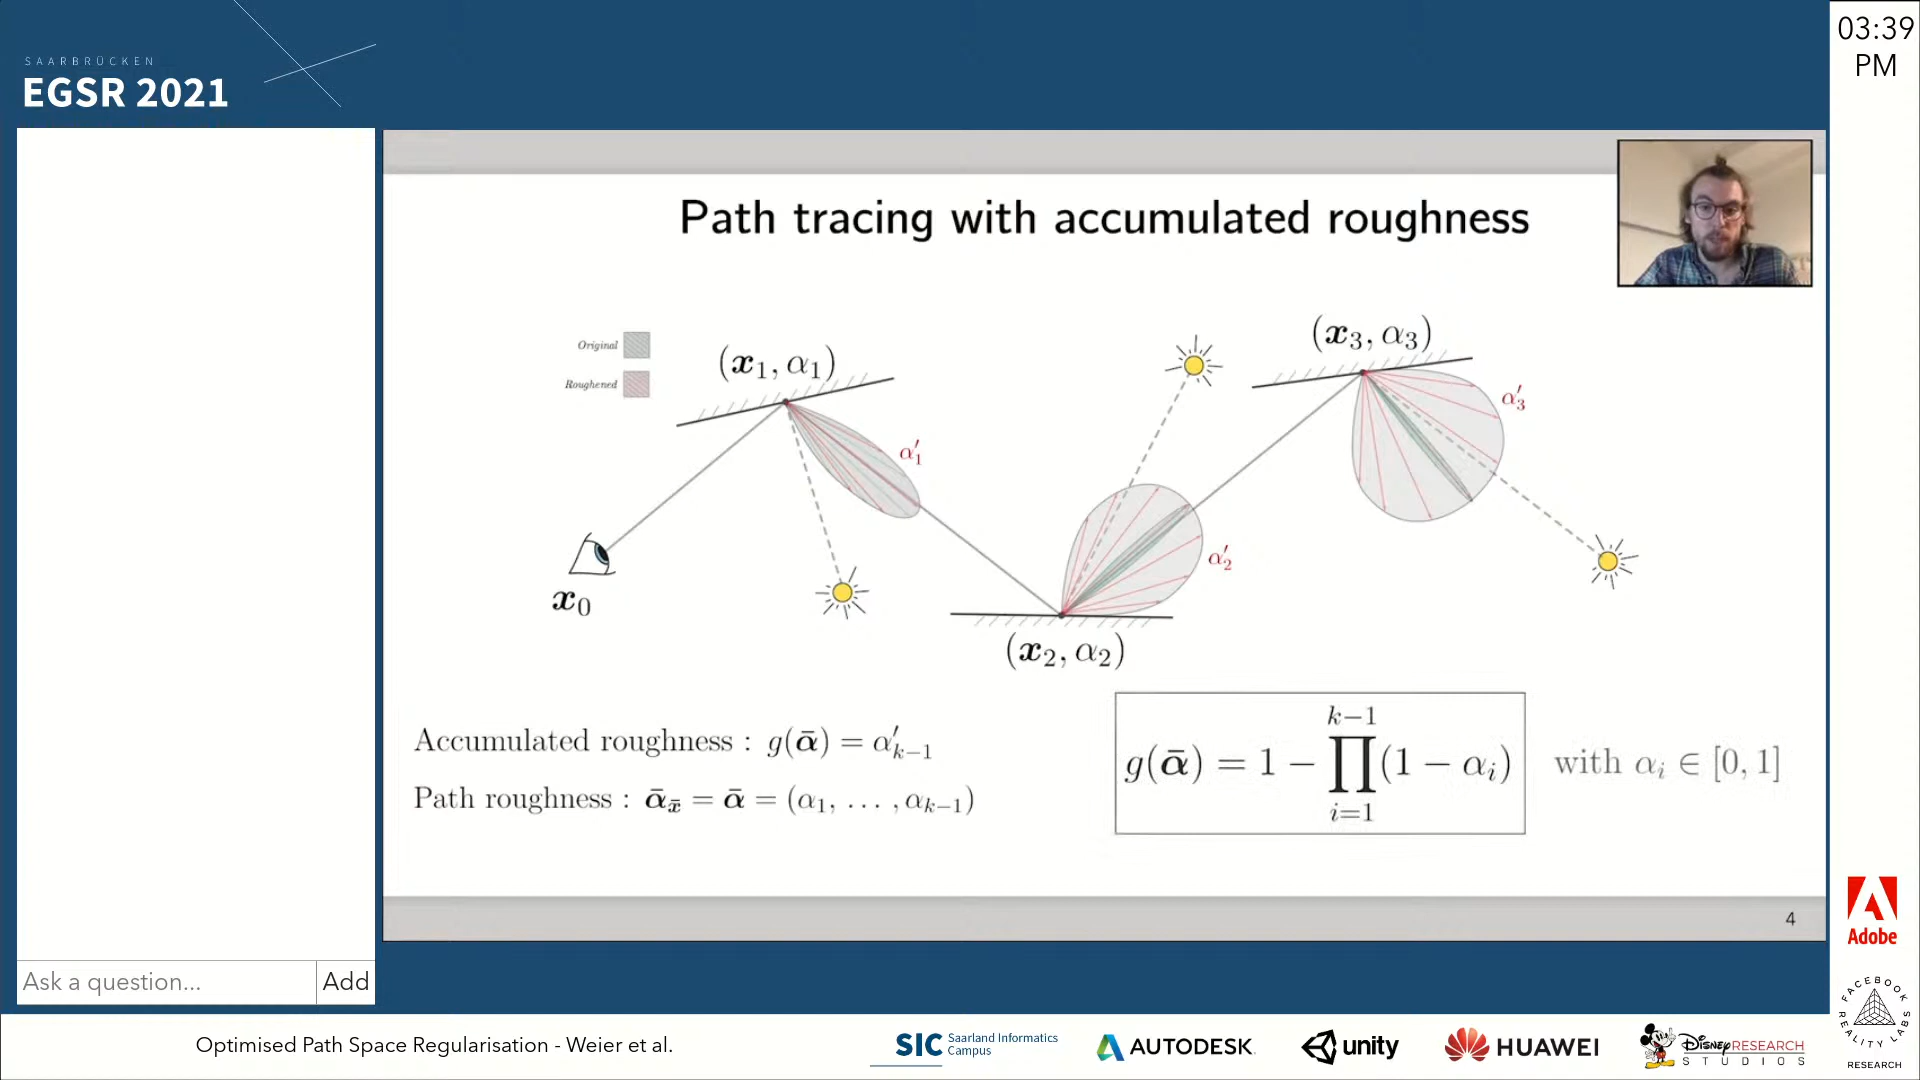 SAARBRÜCKEN
EGSR 2021
03:39
PM
Path tracing with accumulated roughness
Original
Roughened
(x₁, α₁)
α′₁
x₀
(x₂, α₂)
α′₂
(x₃, α₃)
α′₃
Accumulated roughness : g(ᾱ) = α′ₖ₋₁
Path roughness : ᾱ_x̄ = ᾱ = (α₁, … , αₖ₋₁)
g(ᾱ) = 1 − ∏_{i=1}^{k−1} (1 − αᵢ) with αᵢ ∈ [0, 1]
4
Ask a question...
Add
Optimised Path Space Regularisation - Weier et al.
SIC Saarland Informatics Campus
AUTODESK
unity
HUAWEI
Disney RESEARCH
STUDIOS
Adobe
FACEBOOK
REALITY LABS
RESEARCH